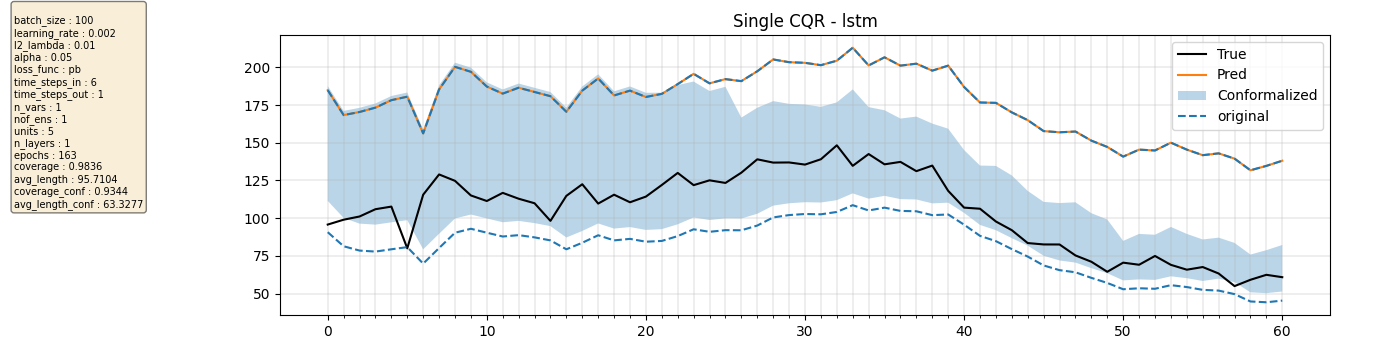 batch_size : 100
learning_rate : 0.002
l2_lambda : 0.01
alpha : 0.05
loss_func : pb
time_steps_in : 6
time_steps_out : 1
n_vars : 1
nof_ens : 1
units : 5
n_layers : 1
epochs : 163
coverage : 0.9836
avg_length : 95.7104
coverage_conf : 0.9344
avg_length_conf : 63.3277
Single CQR - lstm
True
Pred
Conformalized
original
200
175
150
125
100
75
50
0 10 20 30 40 50 60